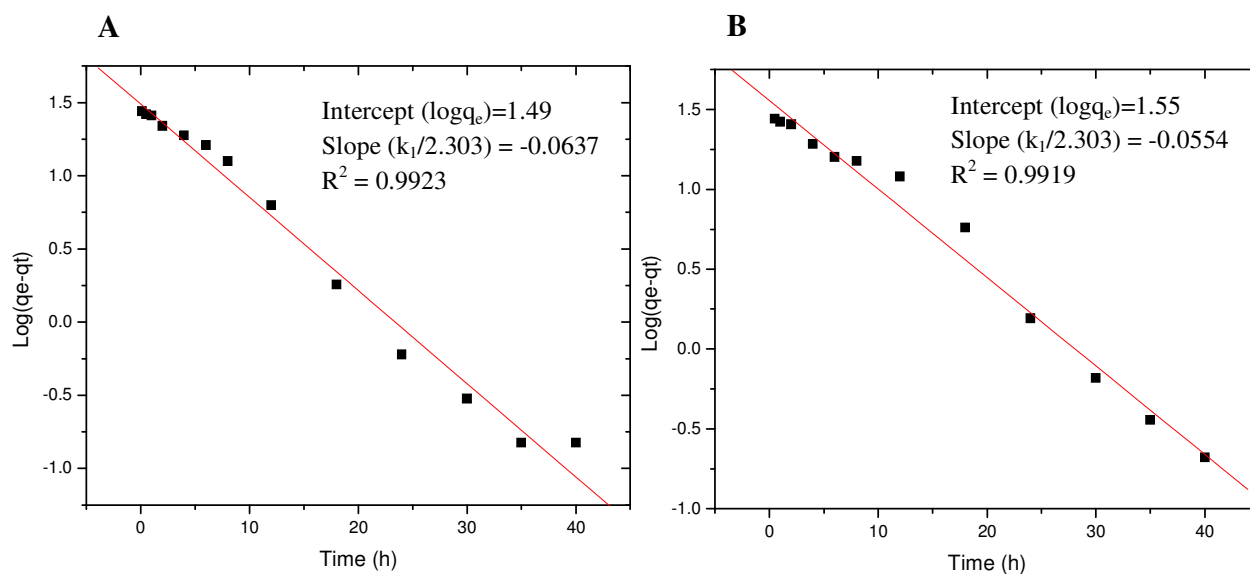 A
Intercept (logqₑ)=1.49
Slope (k₁/2.303) = -0.0637
R² = 0.9923
1.5
1.0
0.5
0.0
-0.5
-1.0
Log(qe-qt)
0
10
20
30
40
Time (h)
B
Intercept (logqₑ)=1.55
Slope (k₁/2.303) = -0.0554
R² = 0.9919
1.5
1.0
0.5
0.0
-0.5
-1.0
Log(qe-qt)
0
10
20
30
40
Time (h)